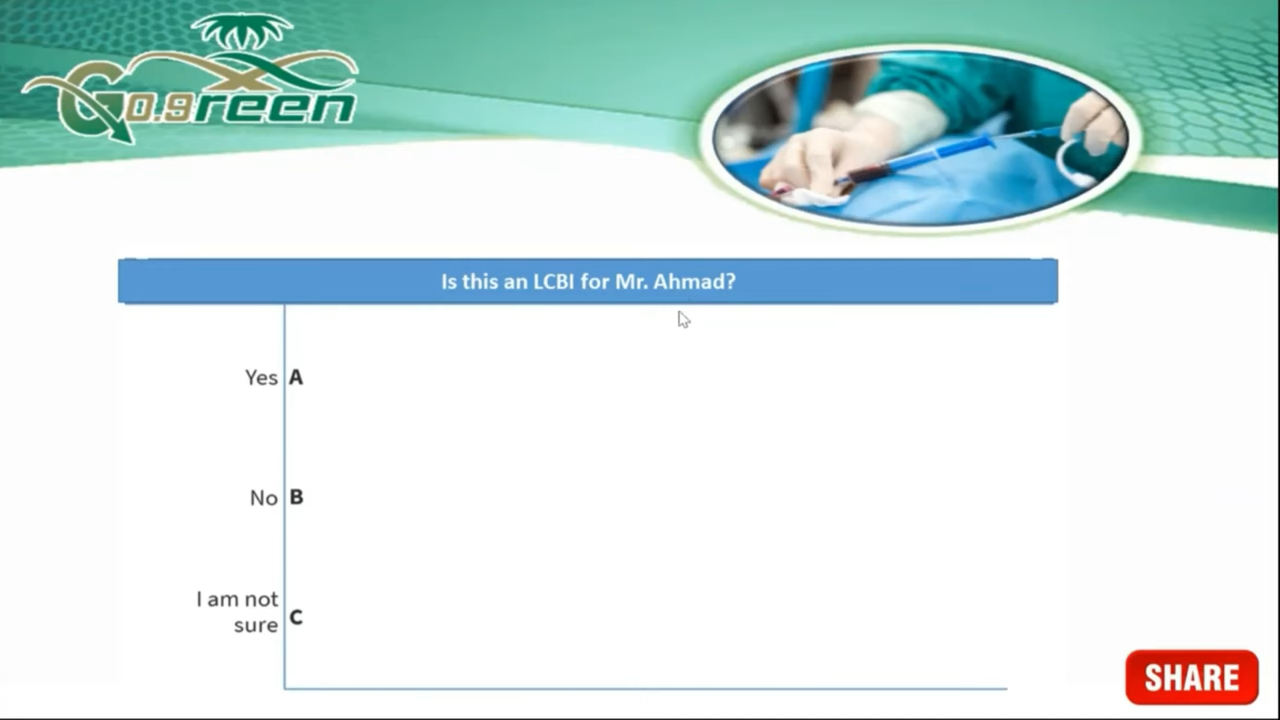 Go.green
Is this an LCBI for Mr. Ahmad?
Yes A
No B
I am not
sure C
SHARE